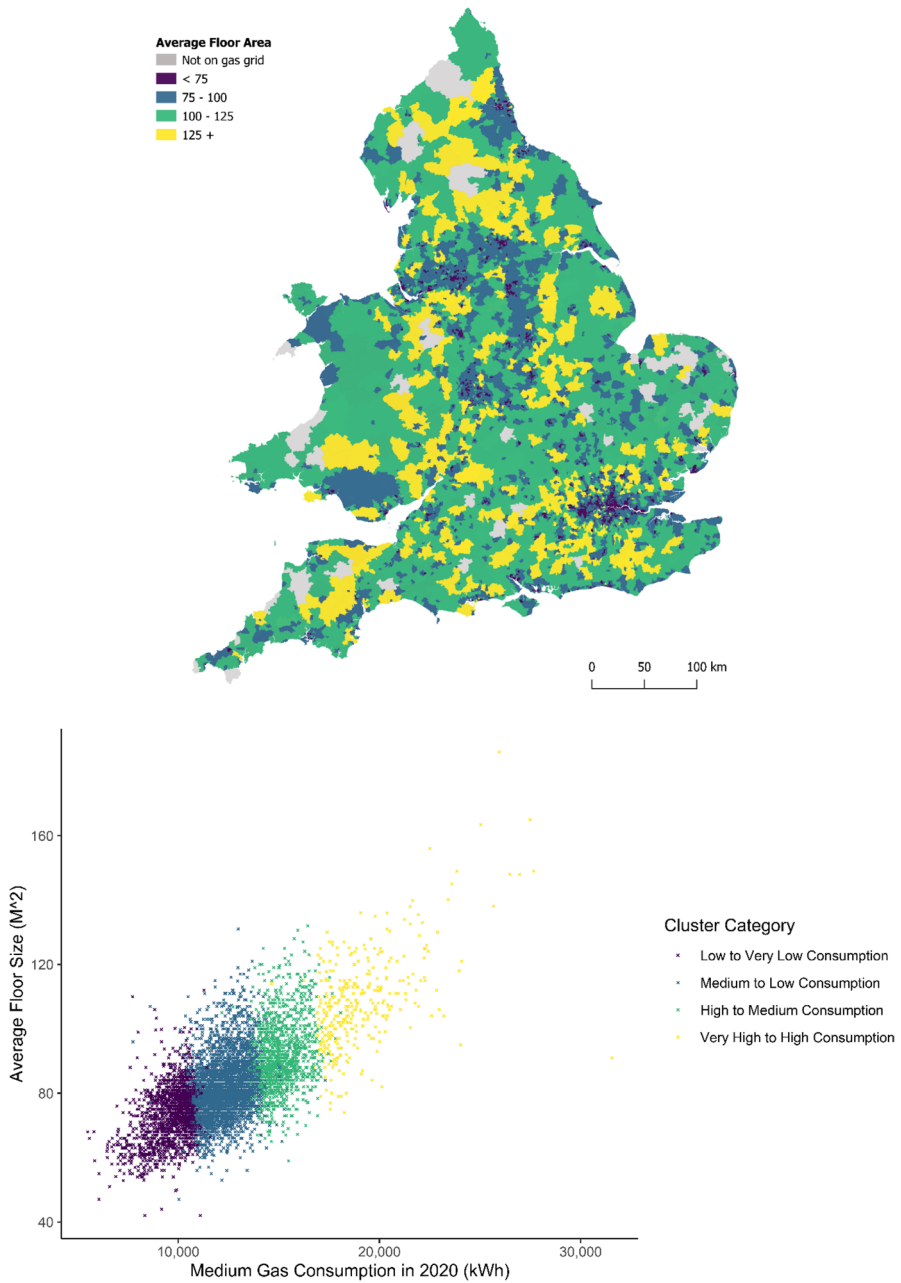 Average Floor Area
Not on gas grid
< 75
75 - 100
100 - 125
125 +
0 50 100 km
160
120
80
40
Average Floor Size (M^2)
10,000 20,000 30,000
Medium Gas Consumption in 2020 (kWh)
Cluster Category
Low to Very Low Consumption
Medium to Low Consumption
High to Medium Consumption
Very High to High Consumption